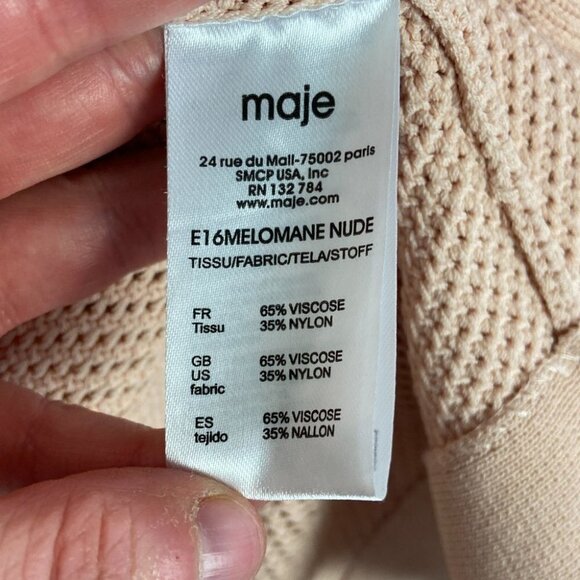 maje
24 rue du Mail-75002 paris
SMCP USA, Inc
RN 132 784
www.maje.com
E16MELOMANE NUDE
TISSU/FABRIC/TELA/STOFF
FR 65% VISCOSE
Tissu 35% NYLON
GB 65% VISCOSE
US 35% NYLON
fabric
ES 65% VISCOSE
tejido 35% NALLON